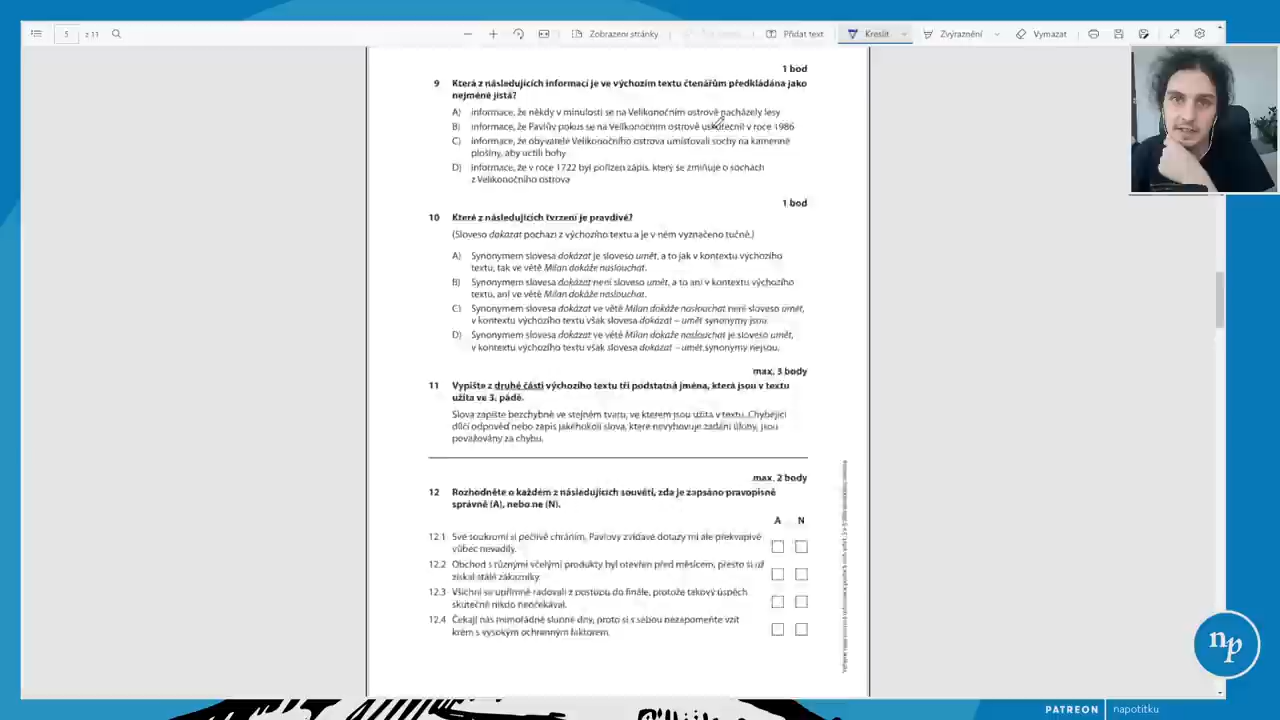 5 z 11 Zobrazení stránky Přidat text Kreslit Zvýraznění Vymazat
1 bod
9 Která z následujících informací je ve výchozím textu čtenářům předkládána jako
nejméně jistá?
A) informace, že někdy v minulosti se na Velikonočním ostrově nacházely lesy
B) informace, že Pavlův pokus se na Velikonočním ostrově uskutečnil v roce 1986
C) informace, že obyvatelé Velikonočního ostrova umisťovali sochy na kamenné
plošiny, aby uctili bohy
D) informace, že v roce 1722 byl pořízen zápis, který se zmiňuje o sochách
z Velikonočního ostrova
1 bod
10 Které z následujících tvrzení je pravdivé?
(Sloveso dokázat pochází z výchozího textu a je v něm vyznačeno tučně.)
A) Synonymem slovesa dokázat je sloveso umět, a to jak v kontextu výchozího
textu, tak ve větě Milan dokáže naslouchat.
B) Synonymem slovesa dokázat není sloveso umět, a to ani v kontextu výchozího
textu, ani ve větě Milan dokáže naslouchat.
C) Synonymem slovesa dokázat ve větě Milan dokáže naslouchat není sloveso umět,
v kontextu výchozího textu však slovesa dokázat – umět synonymy jsou.
D) Synonymem slovesa dokázat ve větě Milan dokáže naslouchat je sloveso umět,
v kontextu výchozího textu však slovesa dokázat – umět synonymy nejsou.
max. 3 body
11 Vypište z druhé části výchozího textu tři podstatná jména, která jsou v textu
užita ve 3. pádě.
Slova zapište bezchybně ve stejném tvaru, ve kterém jsou užita v textu. Chybějící
dílčí odpověď nebo zápis jakéhokoli slova, které nevyhovuje zadání úlohy, jsou
považovány za chybu.
max. 2 body
12 Rozhodněte o každém z následujících souvětí, zda je zapsáno pravopisně
správně (A), nebo ne (N).
A N
12.1 Své soukromí si pečlivě chráním, Pavlovy zvídavé dotazy mi ale překvapivě
vůbec nevadily.
12.2 Obchod s různými včelými produkty byl otevřen před měsícem, přesto si už
získal stálé zákazníky.
12.3 Všichni se upřímně radovali z postupu do finále, protože takový úspěch
skutečně nikdo neočekával.
12.4 Čekají nás mimořádně slunné dny, proto si s sebou nezapomeňte vzít
krém s vysokým ochranným faktorem.
np
PATREON napotitku